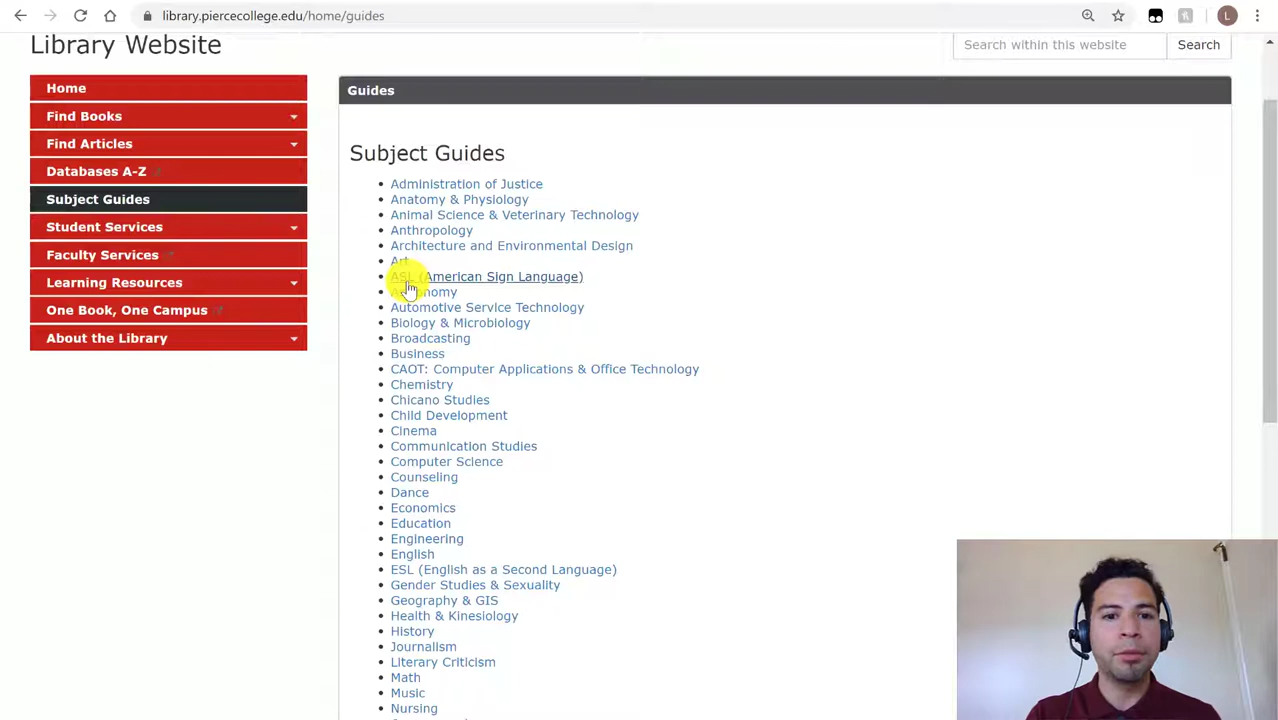 library.piercecollege.edu/home/guides
L
Library Website
Search within this website
Search
Home
Find Books
Find Articles
Databases A-Z
Subject Guides
Student Services
Faculty Services
Learning Resources
One Book, One Campus
About the Library
Guides
Subject Guides
Administration of Justice
Anatomy & Physiology
Animal Science & Veterinary Technology
Anthropology
Architecture and Environmental Design
Art
ASL (American Sign Language)
Automotive Service Technology
Biology & Microbiology
Broadcasting
Business
CAOT: Computer Applications & Office Technology
Chemistry
Chicano Studies
Child Development
Cinema
Communication Studies
Computer Science
Counseling
Dance
Economics
Education
Engineering
English
ESL (English as a Second Language)
Gender Studies & Sexuality
Geography & GIS
Health & Kinesiology
History
Journalism
Literary Criticism
Math
Music
Nursing